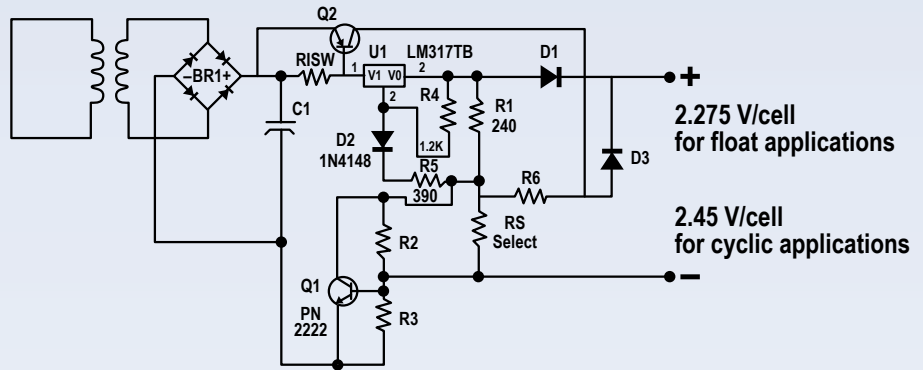 Q2
U1
LM317TB
D1
RISW
1
V1 V0
2
+
–BR1+
2
R4
R1
240
2.275 V/cell
for float applications
C1
D2
1N4148
1.2K
R5
390
R6
D3
RS
Select
2.45 V/cell
for cyclic applications
R2
–
Q1
PN
2222
R3